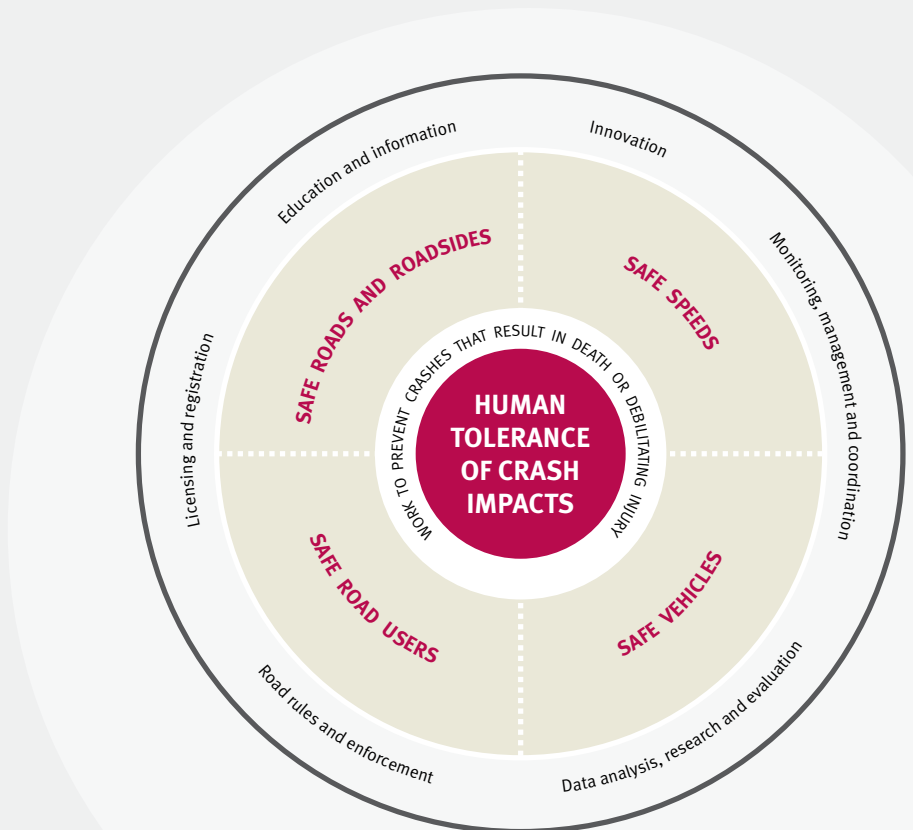 Education and information
Innovation
Monitoring, management and coordination
Data analysis, research and evaluation
Road rules and enforcement
Licensing and registration
SAFE ROADS AND ROADSIDES
SAFE SPEEDS
SAFE VEHICLES
SAFE ROAD USERS
WORK TO PREVENT CRASHES THAT RESULT IN DEATH OR DEBILITATING INJURY
HUMAN
TOLERANCE
OF CRASH
IMPACTS